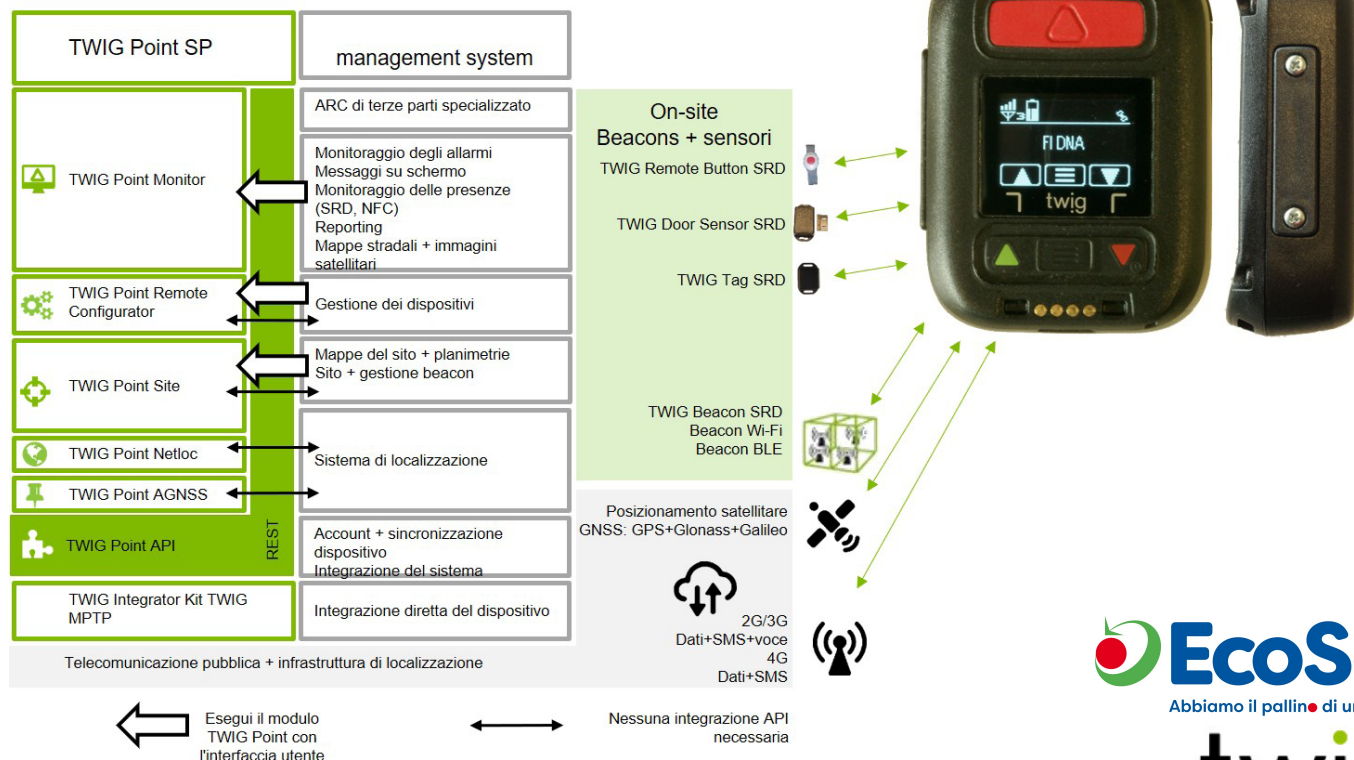 TWIG Point SP
management system
ARC di terze parti specializzato
TWIG Point Monitor
Monitoraggio degli allarmi
Messaggi su schermo
Monitoraggio delle presenze
(SRD, NFC)
Reporting
Mappe stradali + immagini
satellitari
TWIG Point Remote
Configurator
Gestione dei dispositivi
TWIG Point Site
Mappe del sito + planimetrie
Sito + gestione beacon
TWIG Point Netloc
Sistema di localizzazione
TWIG Point AGNSS
TWIG Point API
REST
Account + sincronizzazione
dispositivo
Integrazione del sistema
TWIG Integrator Kit TWIG
MPTP
Integrazione diretta del dispositivo
Telecomunicazione pubblica + infrastruttura di localizzazione
On-site
Beacons + sensori
TWIG Remote Button SRD
TWIG Door Sensor SRD
TWIG Tag SRD
TWIG Beacon SRD
Beacon Wi-Fi
Beacon BLE
Posizionamento satellitare
GNSS: GPS+Glonass+Galileo
2G/3G
Dati+SMS+voce
4G
Dati+SMS
Esegui il modulo
TWIG Point con
l'interfaccia utente
Nessuna integrazione API
necessaria
3
FI DNA
twig
EcoS
Abbiamo il pallino di
twi